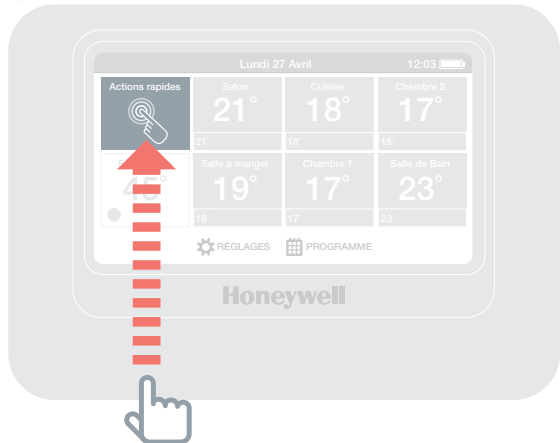 Lundi 27 Avril 12:03
Actions rapides Salon Cuisine Chambre 2
21° 18° 17°
21° 18° 15°
Salle à manger Chambre 1 Salle de Bain
45° 19° 17° 23°
18° 17° 23°
RÉGLAGES PROGRAMME
Honeywell